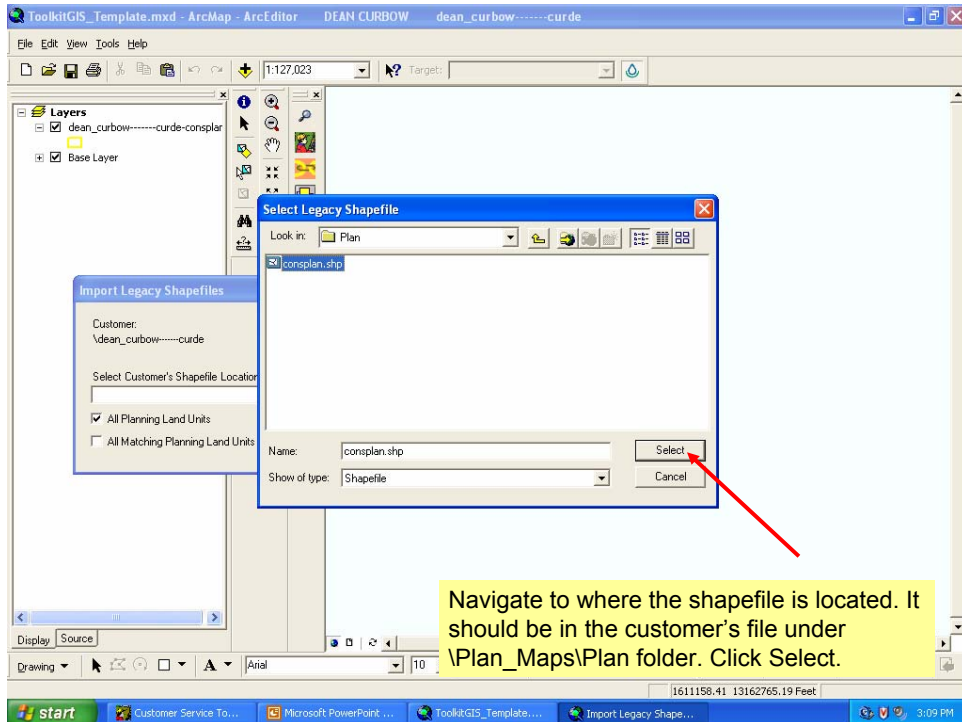 ToolkitGIS_Template.mxd - ArcMap - ArcEditor DEAN CURBOW dean_curbow-------curde
File Edit View Tools Help
1:127,023 Target:
Layers
dean_curbow-------curde-consplar
Base Layer
Select Legacy Shapefile
Look in: Plan
consplan.shp
Import Legacy Shapefiles
Customer:
\dean_curbow-------curde
Select Customer's Shapefile Location
All Planning Land Units
All Matching Planning Land Units
Name: consplan.shp Select
Show of type: Shapefile Cancel
Navigate to where the shapefile is located. It
should be in the customer's file under
\Plan_Maps\Plan folder. Click Select.
Display Source
Drawing A Arial 10
1611158.41 13162765.19 Feet
start Customer Service To... Microsoft PowerPoint ... ToolkitGIS_Template.... Import Legacy Shape... 3:09 PM